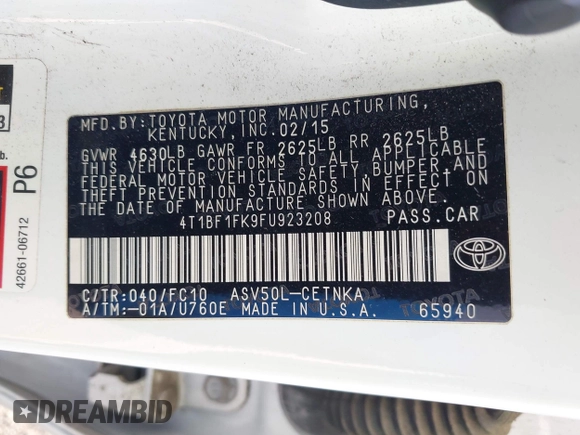 MFD.BY:TOYOTA MOTOR MANUFACTURING,
KENTUCKY, INC.02/15
GVWR 4630LB GAWR FR 2625LB RR 2625LB
THIS VEHICLE CONFORMS TO ALL APPLICABLE
FEDERAL MOTOR VEHICLE SAFETY, BUMPER AND
THEFT PREVENTION STANDARDS IN EFFECT ON
THE DATE OF MANUFACTURE SHOWN ABOVE.
4T1BF1FK9FU923208 PASS.CAR
C/TR:040/FC10 ASV50L-CETNKA
A/TM:-01A/U760E MADE IN U.S.A. 65940
P6
42661-06712
3
DREAMBID